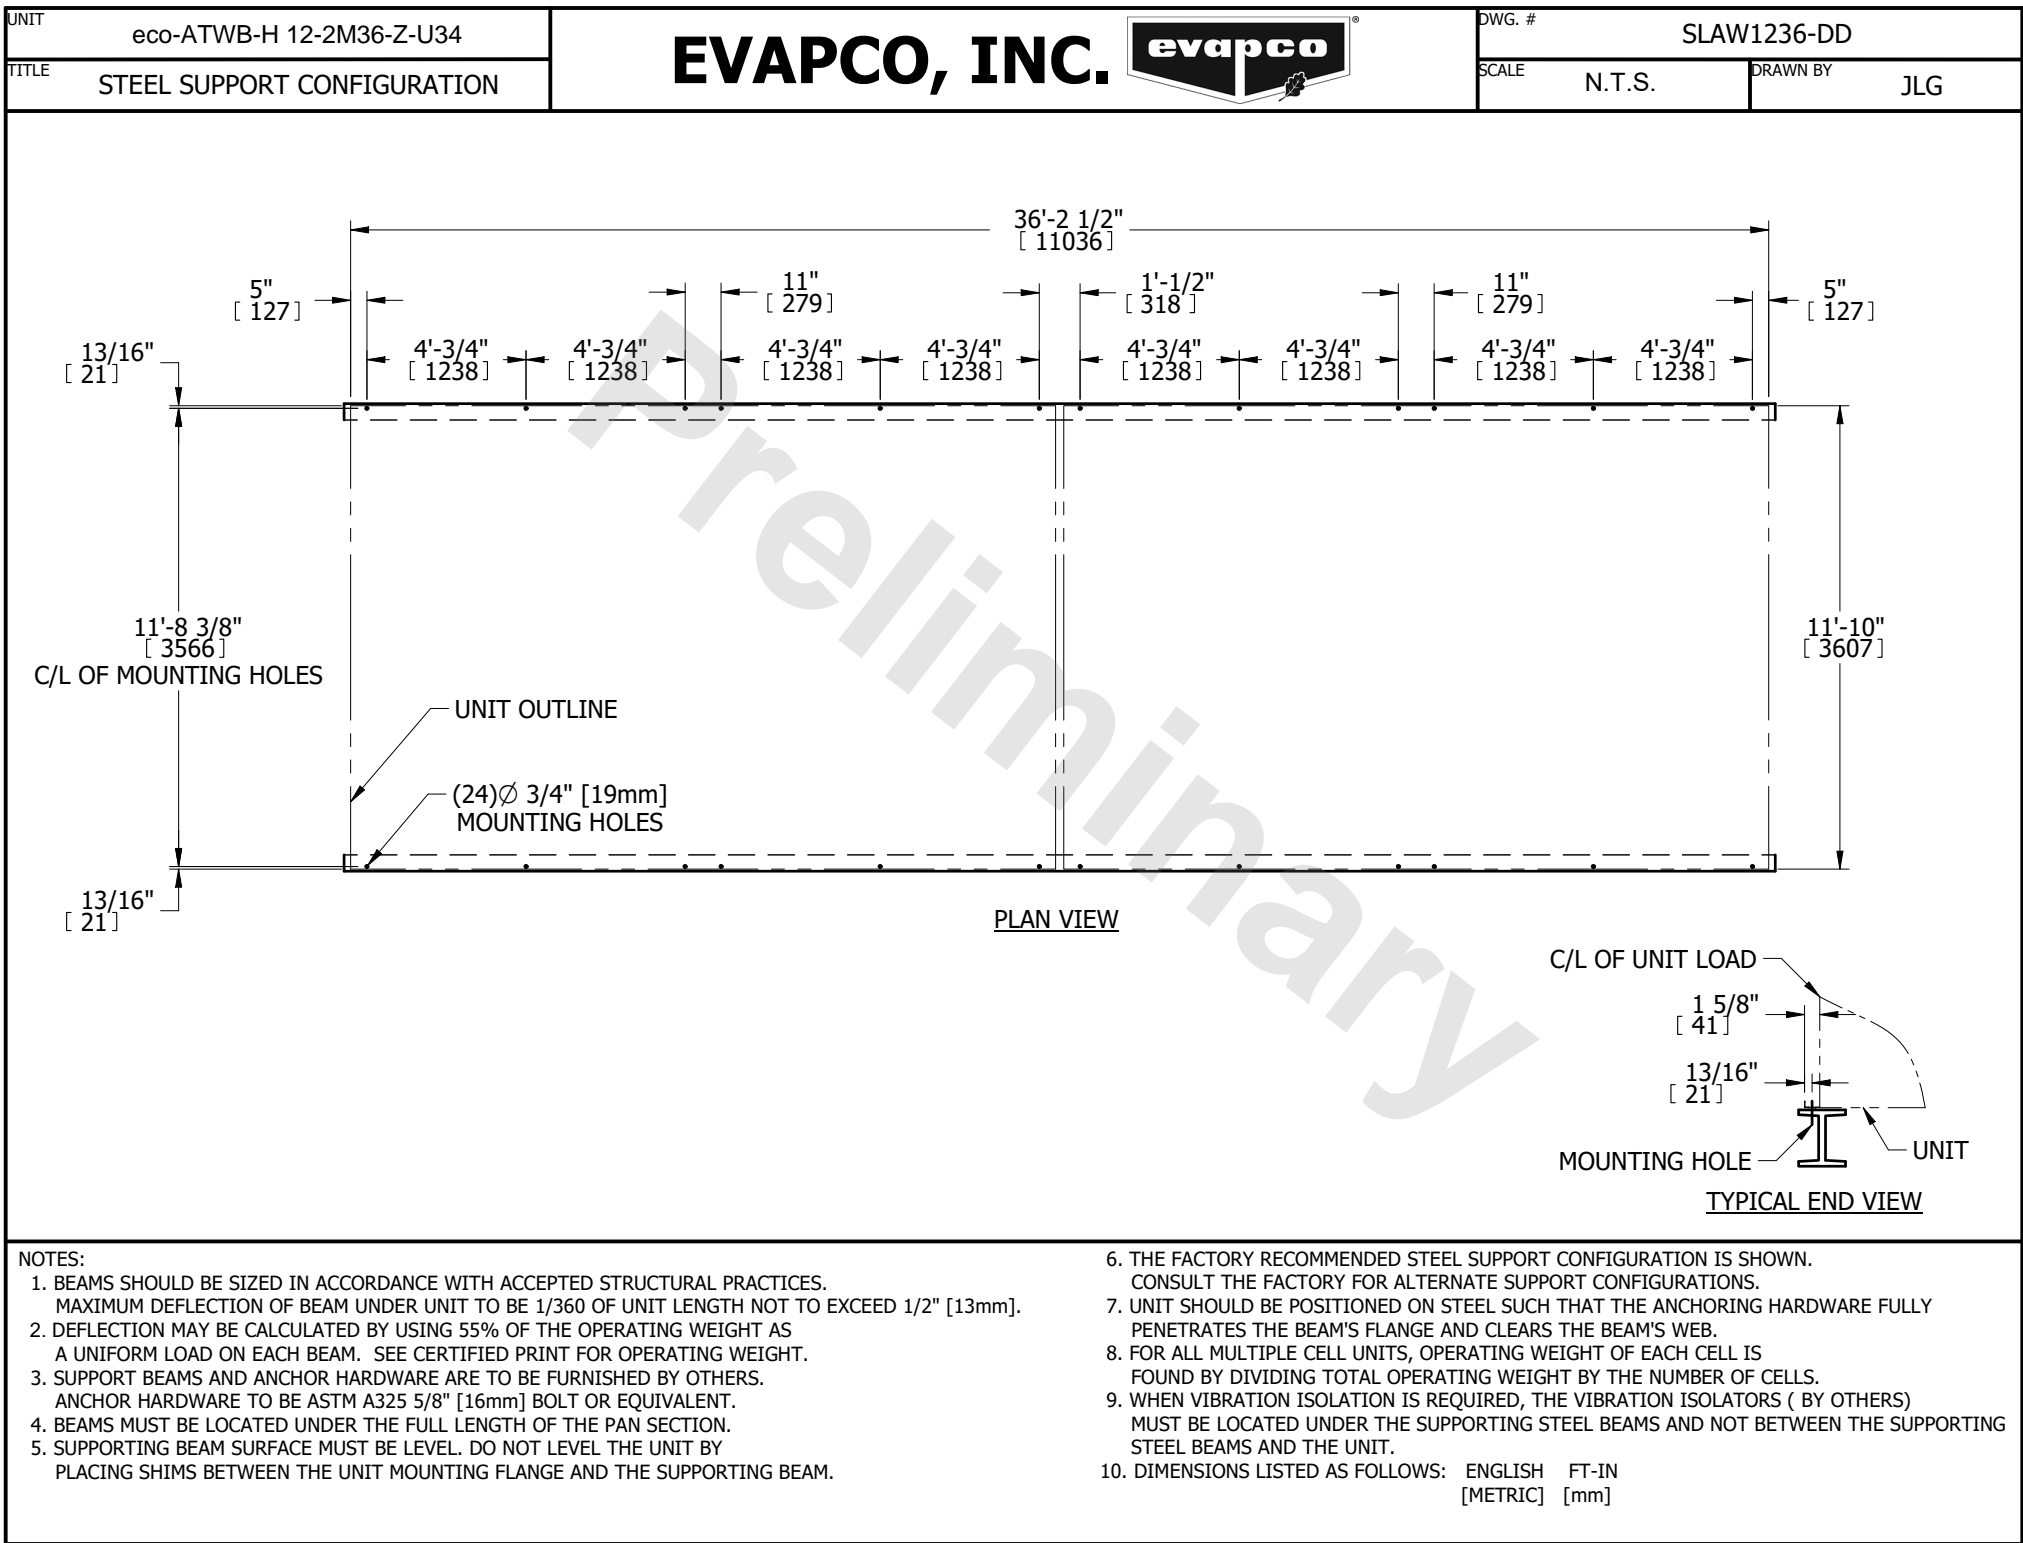 UNIT
eco-ATWB-H 12-2M36-Z-U34
TITLE
STEEL SUPPORT CONFIGURATION
EVAPCO, INC.
evapco
®
DWG. #
SLAW1236-DD
SCALE
N.T.S.
DRAWN BY
JLG
36'-2 1/2"
[ 11036 ]
5"
[ 127 ]
11"
[ 279 ]
1'-1/2"
[ 318 ]
11"
[ 279 ]
5"
[ 127 ]
13/16"
[ 21 ]
4'-3/4"
[ 1238 ]
4'-3/4"
[ 1238 ]
4'-3/4"
[ 1238 ]
4'-3/4"
[ 1238 ]
4'-3/4"
[ 1238 ]
4'-3/4"
[ 1238 ]
4'-3/4"
[ 1238 ]
4'-3/4"
[ 1238 ]
Preliminary
11'-8 3/8"
[ 3566 ]
C/L OF MOUNTING HOLES
11'-10"
[ 3607 ]
UNIT OUTLINE
(24)∅ 3/4" [19mm]
MOUNTING HOLES
13/16"
[ 21 ]
PLAN VIEW
C/L OF UNIT LOAD
1 5/8"
[ 41 ]
13/16"
[ 21 ]
MOUNTING HOLE
UNIT
TYPICAL END VIEW
NOTES:
1. BEAMS SHOULD BE SIZED IN ACCORDANCE WITH ACCEPTED STRUCTURAL PRACTICES.
MAXIMUM DEFLECTION OF BEAM UNDER UNIT TO BE 1/360 OF UNIT LENGTH NOT TO EXCEED 1/2" [13mm].
2. DEFLECTION MAY BE CALCULATED BY USING 55% OF THE OPERATING WEIGHT AS
A UNIFORM LOAD ON EACH BEAM. SEE CERTIFIED PRINT FOR OPERATING WEIGHT.
3. SUPPORT BEAMS AND ANCHOR HARDWARE ARE TO BE FURNISHED BY OTHERS.
ANCHOR HARDWARE TO BE ASTM A325 5/8" [16mm] BOLT OR EQUIVALENT.
4. BEAMS MUST BE LOCATED UNDER THE FULL LENGTH OF THE PAN SECTION.
5. SUPPORTING BEAM SURFACE MUST BE LEVEL. DO NOT LEVEL THE UNIT BY
PLACING SHIMS BETWEEN THE UNIT MOUNTING FLANGE AND THE SUPPORTING BEAM.
6. THE FACTORY RECOMMENDED STEEL SUPPORT CONFIGURATION IS SHOWN.
CONSULT THE FACTORY FOR ALTERNATE SUPPORT CONFIGURATIONS.
7. UNIT SHOULD BE POSITIONED ON STEEL SUCH THAT THE ANCHORING HARDWARE FULLY
PENETRATES THE BEAM'S FLANGE AND CLEARS THE BEAM'S WEB.
8. FOR ALL MULTIPLE CELL UNITS, OPERATING WEIGHT OF EACH CELL IS
FOUND BY DIVIDING TOTAL OPERATING WEIGHT BY THE NUMBER OF CELLS.
9. WHEN VIBRATION ISOLATION IS REQUIRED, THE VIBRATION ISOLATORS ( BY OTHERS)
MUST BE LOCATED UNDER THE SUPPORTING STEEL BEAMS AND NOT BETWEEN THE SUPPORTING
STEEL BEAMS AND THE UNIT.
10. DIMENSIONS LISTED AS FOLLOWS: ENGLISH FT-IN
[METRIC] [mm]